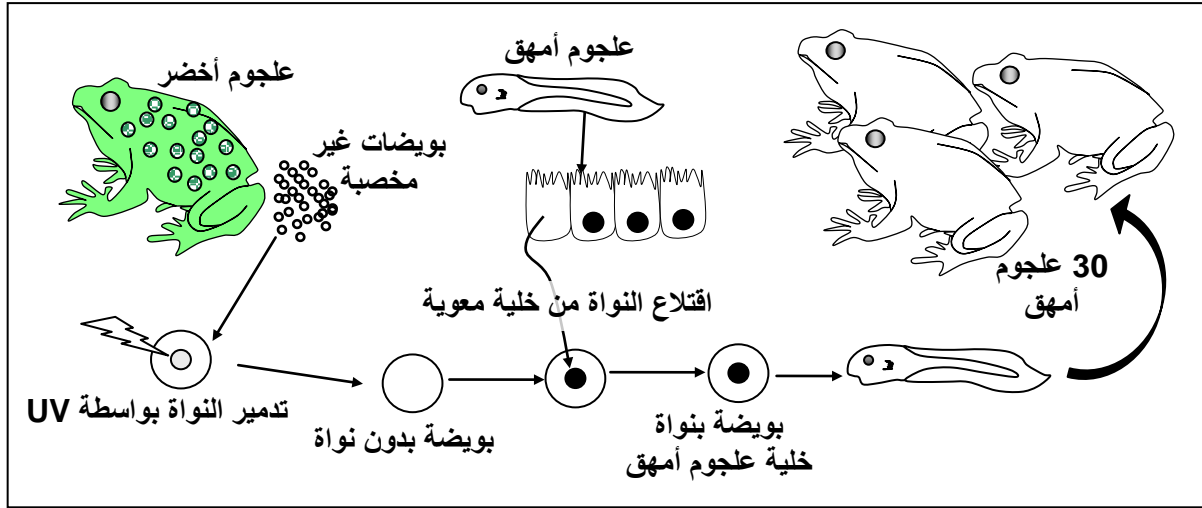 علجوم أخضر
بويضات غير
مخصبة
علجوم أمهق
30 علجوم
أمهق
اقتلاع النواة من خلية معوية
تدمير النواة بواسطة UV
بويضة بدون نواة
بويضة بنواة
خلية علجوم أمهق